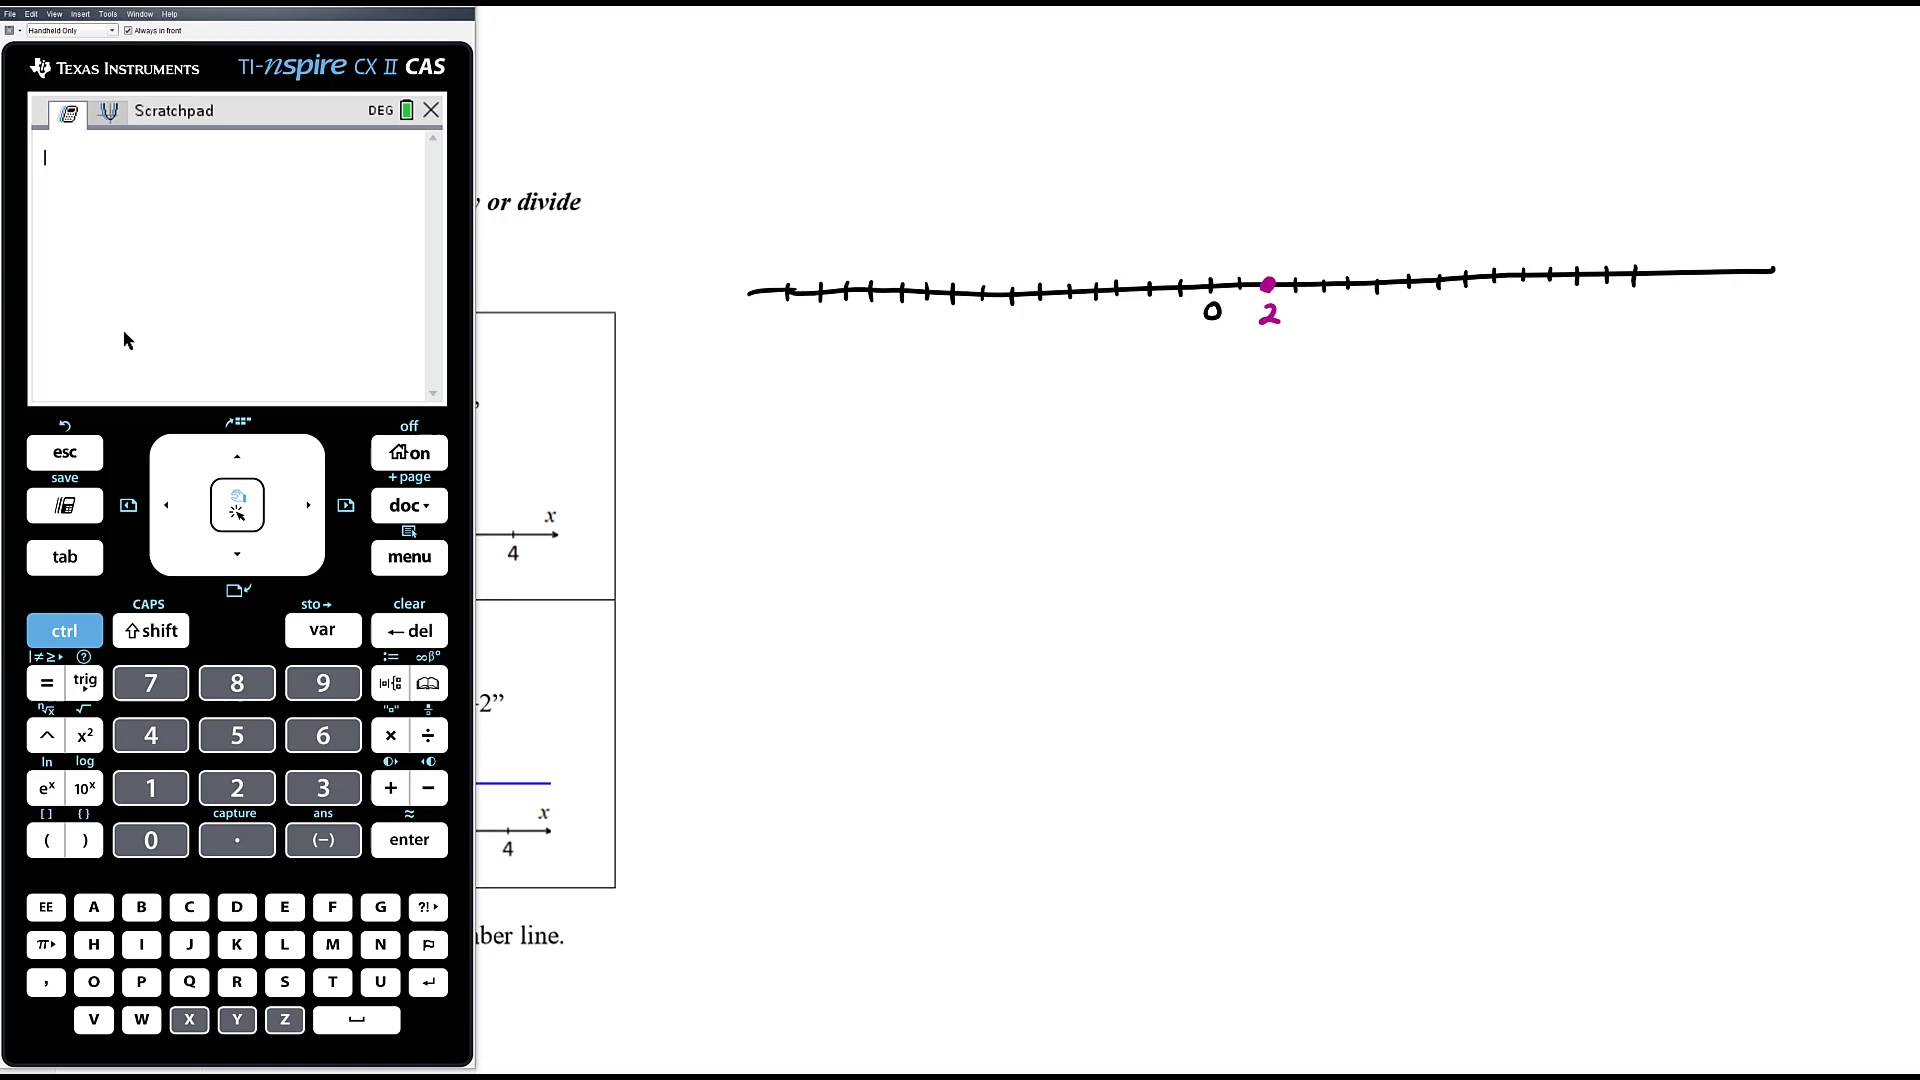 File Edit View Insert Tools Window Help
Handheld Only Always in front
TEXAS INSTRUMENTS TI-nspire CX II CAS
Scratchpad DEG
or divide
0 2
x
4
2”
x
4
line.
off
esc on
save + page
doc
tab menu
CAPS sto→ clear
ctrl ⇧shift var ←del
|≠≥▸ ? := ∞β°
= trig 7 8 9
ⁿ√x √ "▫"
^ x² 4 5 6 × ÷
ln log
eˣ 10ˣ 1 2 3 + −
[ ] { } capture ans ≈
( ) 0 . (−) enter
EE A B C D E F G ?!▸
π▸ H I J K L M N
, O P Q R S T U ↵
V W X Y Z